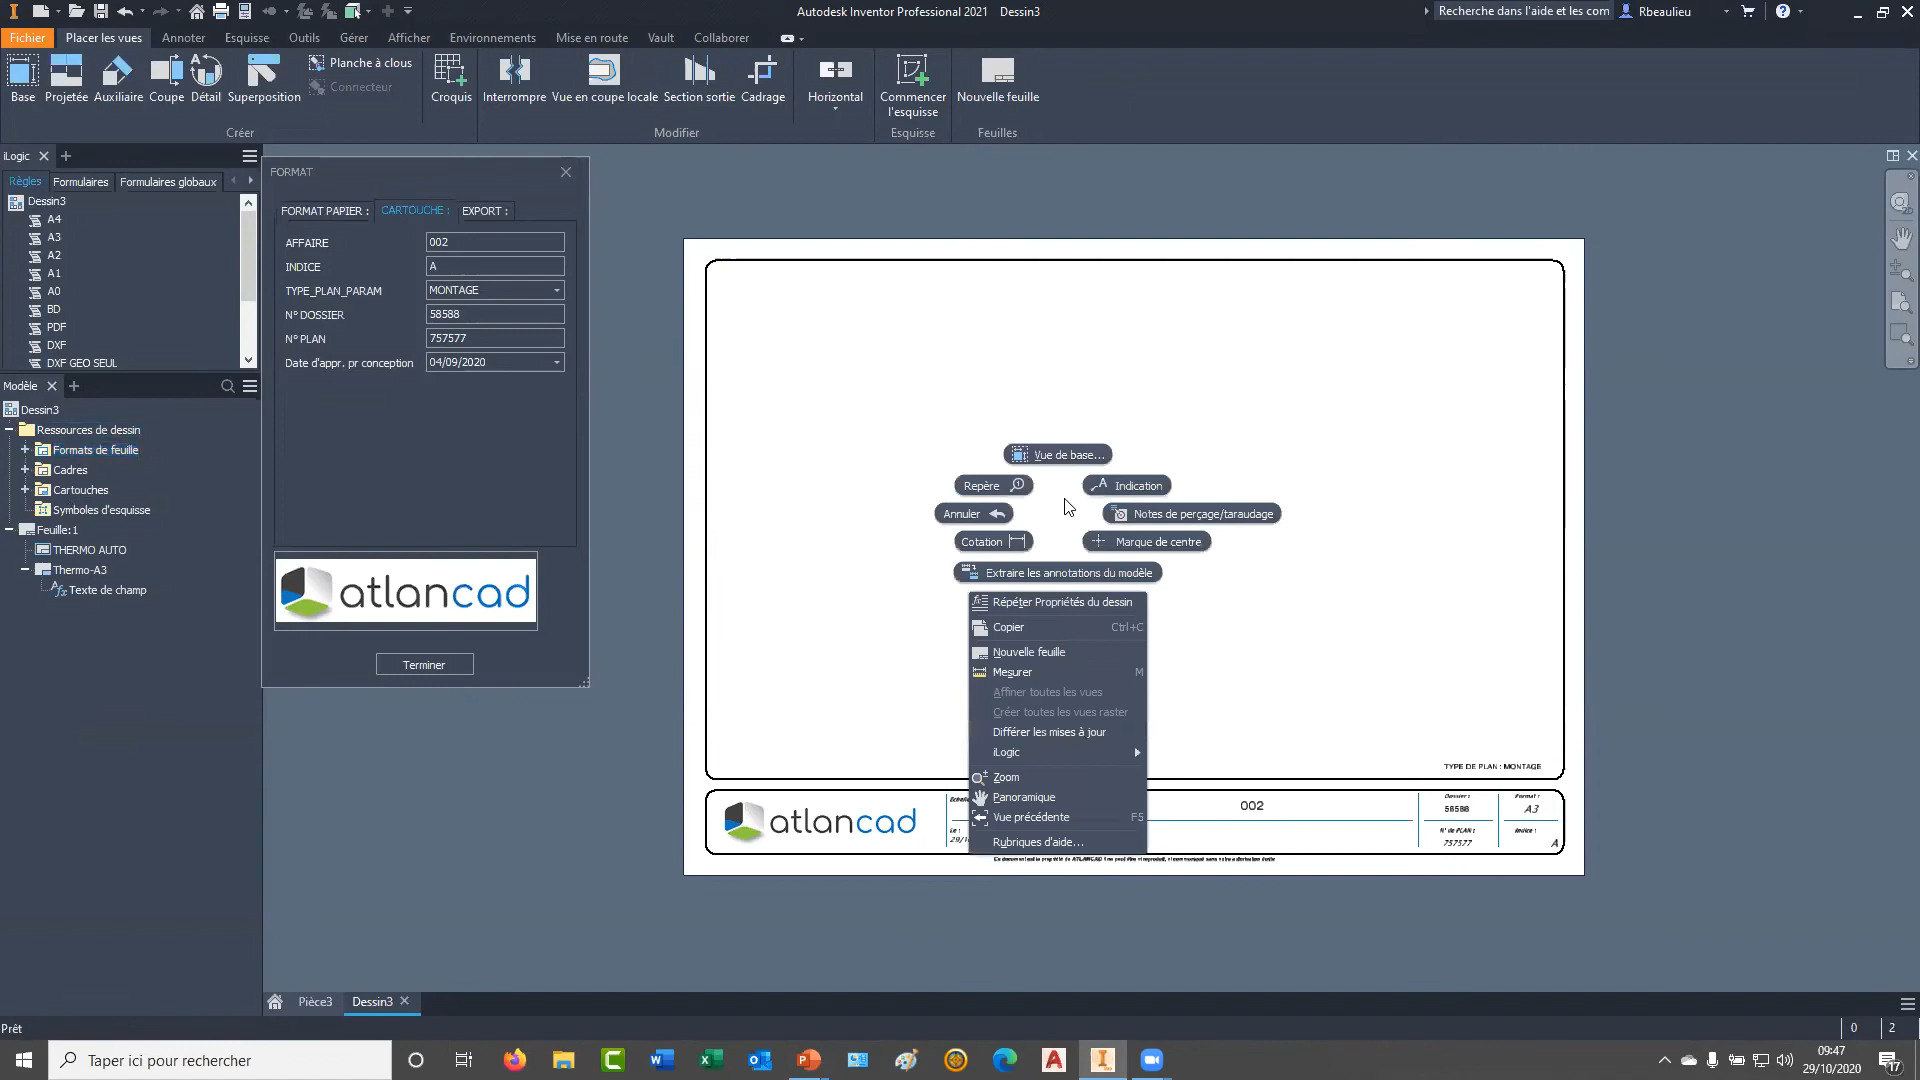 Autodesk Inventor Professional 2021 Dessin3
Recherche dans l'aide et les com
Rbeaulieu
Fichier
Placer les vues
Annoter
Esquisse
Outils
Gérer
Afficher
Environnements
Mise en route
Vault
Collaborer
Base
Projetée
Auxiliaire
Coupe
Détail
Superposition
Planche à clous
Connecteur
Croquis
Interrompre
Vue en coupe locale
Section sortie
Cadrage
Horizontal
Commencer
l'esquisse
Nouvelle feuille
Créer
Modifier
Esquisse
Feuilles
iLogic
Règles
Formulaires
Formulaires globaux
Dessin3
A4
A3
A2
A1
A0
BD
PDF
DXF
DXF GEO SEUL
Modèle
Dessin3
Ressources de dessin
Formats de feuille
Cadres
Cartouches
Symboles d'esquisse
Feuille:1
THERMO AUTO
Thermo-A3
Texte de champ
FORMAT
FORMAT PAPIER :
CARTOUCHE :
EXPORT :
AFFAIRE 002
INDICE A
TYPE_PLAN_PARAM MONTAGE
N° DOSSIER 58588
N° PLAN 757577
Date d'appr. pr conception 04/09/2020
atlancad
Terminer
Vue de base...
Repère
Indication
Annuler
Notes de perçage/taraudage
Cotation
Marque de centre
Extraire les annotations du modèle
Répéter Propriétés du dessin
Copier Ctrl+C
Nouvelle feuille
Mesurer M
Affiner toutes les vues
Créer toutes les vues raster
Différer les mises à jour
iLogic
Zoom
Panoramique
Vue précédente F5
Rubriques d'aide...
TYPE DE PLAN : MONTAGE
atlancad
Le :
002
Dossier :
58588
N° de PLAN :
757577
Format :
A3
Indice :
A
Pièce3
Dessin3
Prêt
0
2
Taper ici pour rechercher
09:47
29/10/2020
17